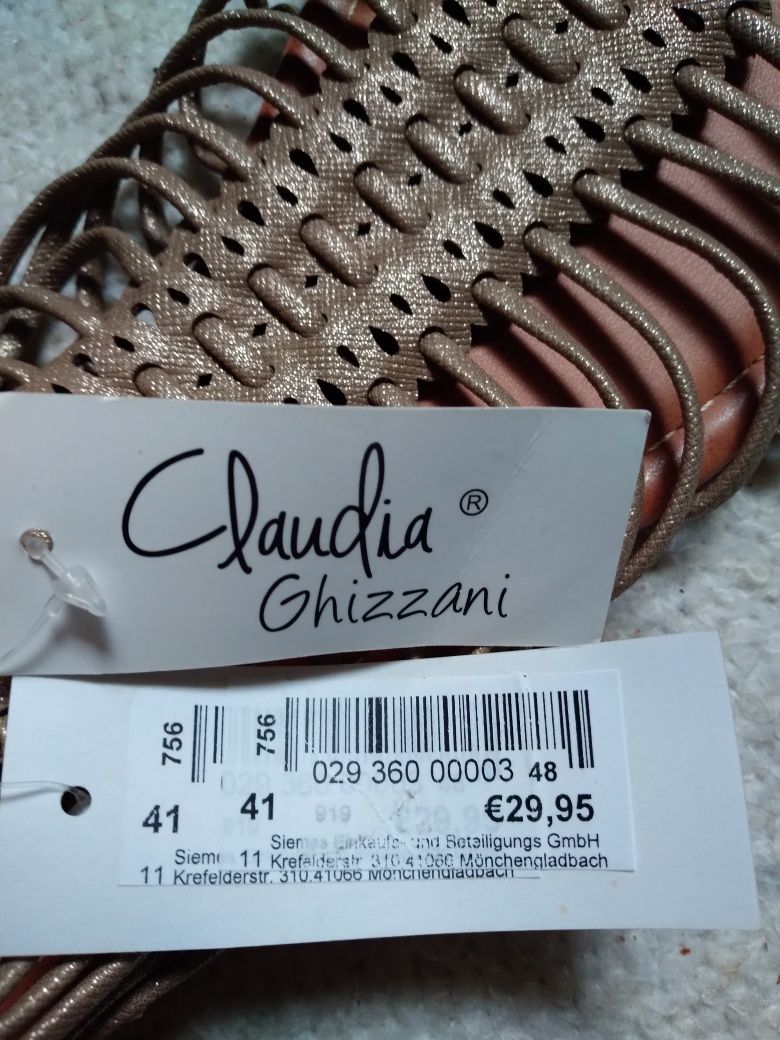 Claudia ®
Ghizzani
756
756
029 360 00003 48
41
41
919
€29,95
Siemes Einkaufs- und Beteiligungs GmbH
11
Krefelderstr. 310 41066 Mönchengladbach
11 Krefelderstr. 310.41066 Mönchengladbach